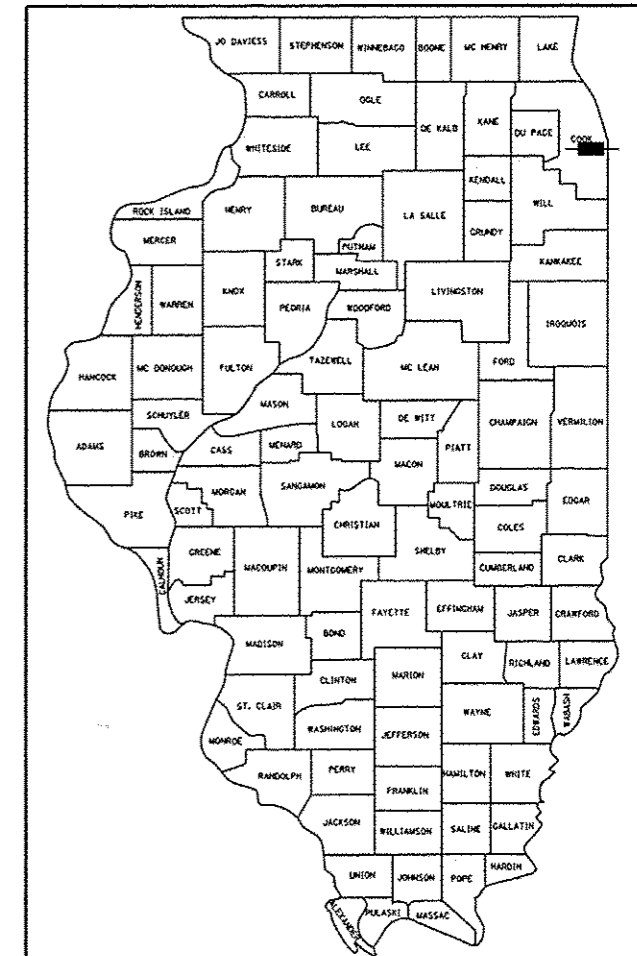 JO DAVIESS STEPHENSON WINNEBAGO BOONE MC HENRY LAKE
CARROLL OGLE DE KALB KANE DU PAGE COOK
WHITESIDE LEE KENDALL WILL
ROCK ISLAND HENRY BUREAU LA SALLE GRUNDY
MERCER PUTNAM KANKAKEE
HENDERSON WARREN KNOX STARK MARSHALL LIVINGSTON IROQUOIS
PEORIA WOODFORD
HANCOCK MC DONOUGH FULTON TAZEWELL MC LEAN FORD
SCHUYLER MASON LOGAN DE WITT CHAMPAIGN VERMILION
ADAMS BROWN CASS MENARD PIATT
MACON
PIKE SCOTT MORGAN SANGAMON MOULTRIE DOUGLAS EDGAR
CHRISTIAN COLES
CALHOUN GREENE MACOUPIN MONTGOMERY SHELBY CUMBERLAND CLARK
JERSEY FAYETTE EFFINGHAM JASPER CRAWFORD
MADISON BOND
CLAY RICHLAND LAWRENCE
CLINTON MARION
ST. CLAIR WAYNE EDWARDS WABASH
WASHINGTON JEFFERSON
MONROE
RANDOLPH PERRY HAMILTON WHITE
FRANKLIN
JACKSON WILLIAMSON SALINE GALLATIN
UNION JOHNSON POPE HARDIN
ALEXANDER PULASKI MASSAC